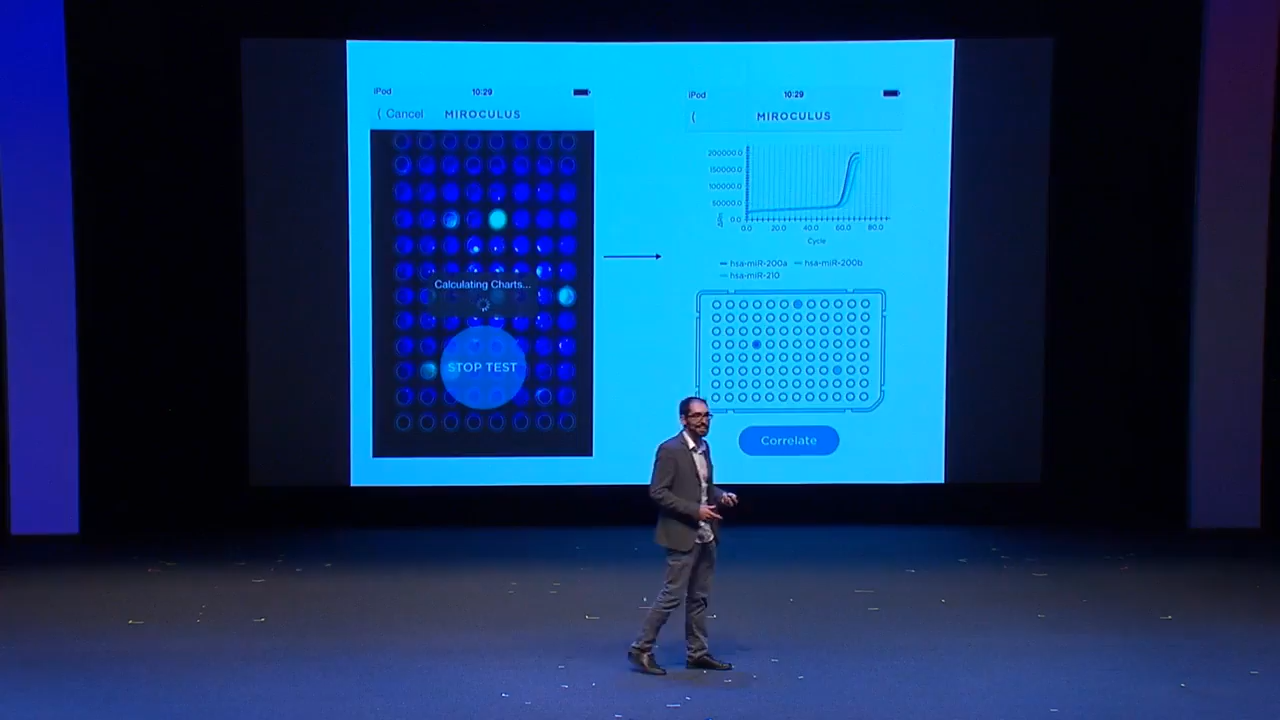 iPod 10:29
Cancel MIROCULUS
Calculating Charts...
STOP TEST
iPod 10:29
MIROCULUS
200000.0
150000.0
100000.0
50000.0
0.0
ΔRn
0.0 20.0 40.0 60.0 80.0
Cycle
hsa-miR-200a hsa-miR-200b
hsa-miR-210
Correlate